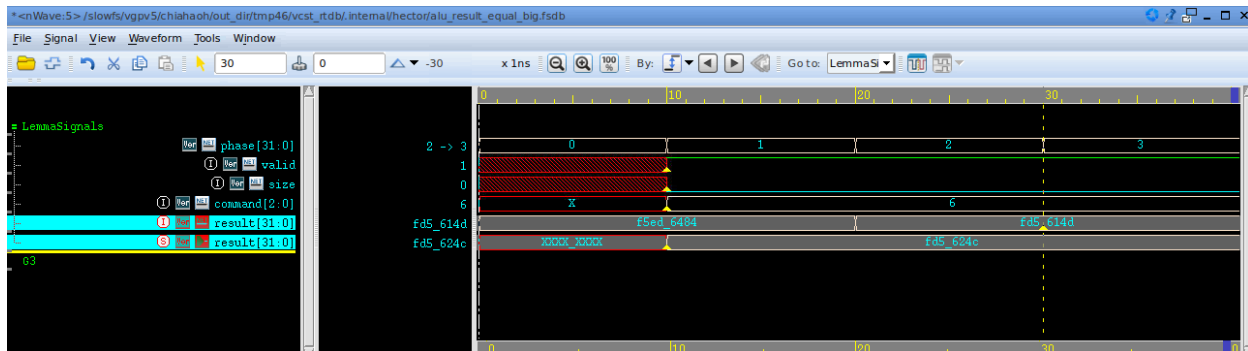 *<nWave:5> /slowfs/vgpv5/chiahaoh/out_dir/tmp46/vcst_rtdb/.internal/hector/alu_result_equal_big.fsdb
File Signal View Waveform Tools Window
30 0 -30 x 1ns 100 % By: Go to: LemmaSi
0 10 20 30
LemmaSignals
phase[31:0] 2 -> 3 0 1 2 3
I valid 1
I size 0
I command[2:0] 6 X 6
I result[31:0] fd5_614d f5ed_6484 fd5_614d
S result[31:0] fd5_624c XXXX_XXXX fd5_624c
G3
0 10 20 30